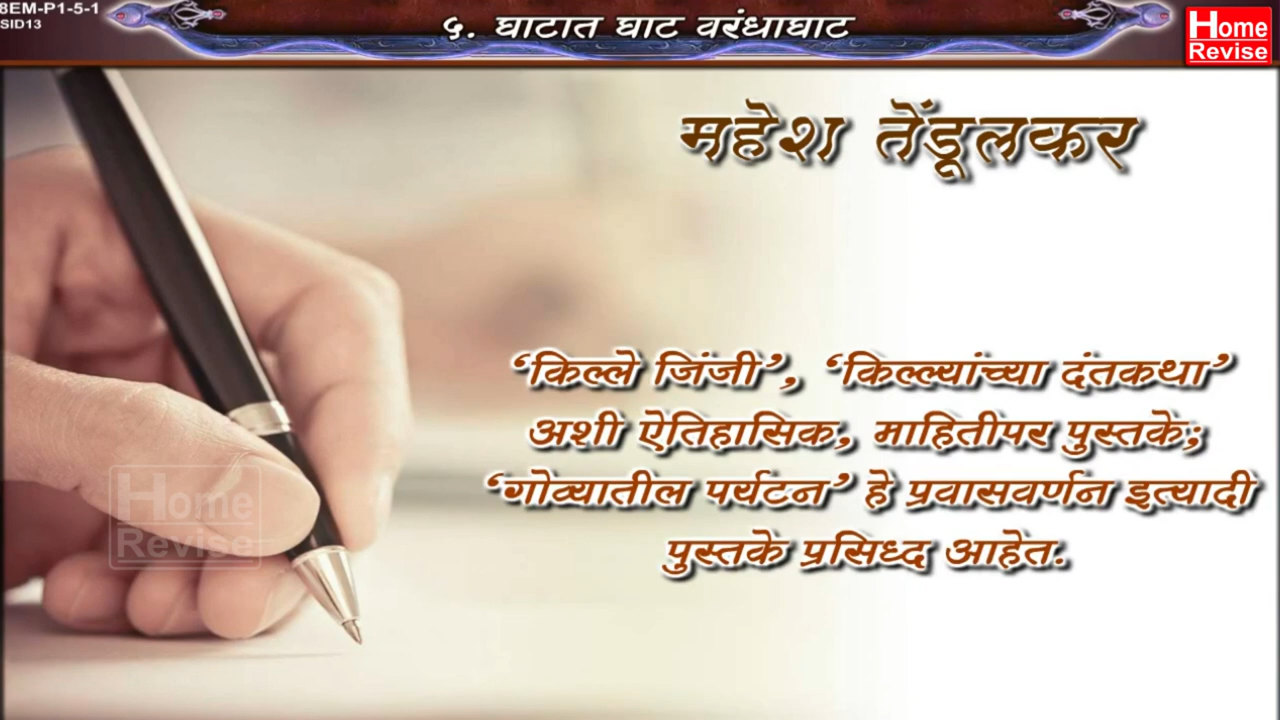 8EM-P1-5-1
SID13
५. घाटात घाट वरंधाघाट
Home
Revise
महेश तेंडूलकर
‘किल्ले जिंजी’, ‘किल्ल्यांच्या दंतकथा’
अशी ऐतिहासिक, माहितीपर पुस्तके;
‘गोव्यातील पर्यटन’ हे प्रवासवर्णन इत्यादी
पुस्तके प्रसिध्द आहेत.
Home
Revise